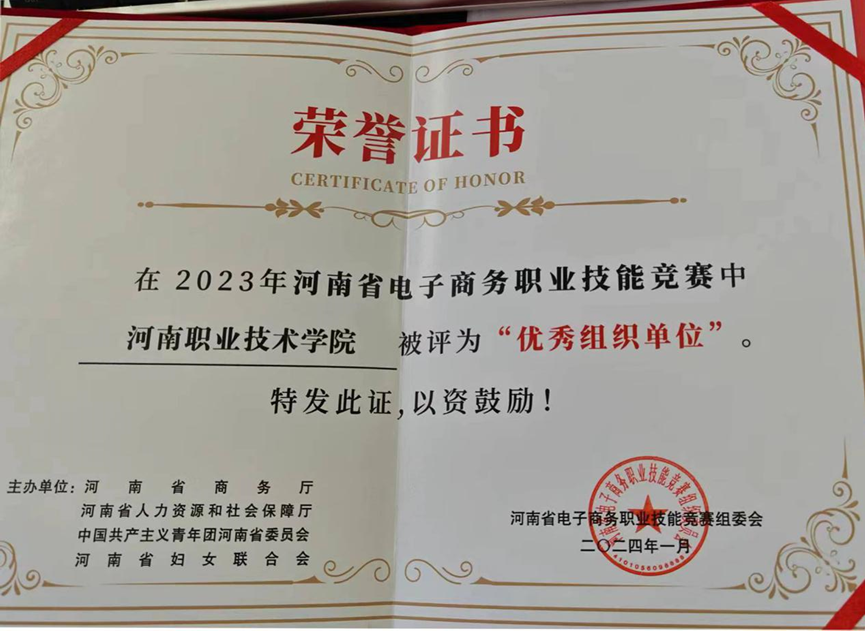 荣誉证书
CERTIFICATE OF HONOR
在 2023年河南省电子商务职业技能竞赛中
河南职业技术学院 被评为“优秀组织单位”。
特发此证,以资鼓励！
主办单位：河南省商务厅
河南省人力资源和社会保障厅
中国共产主义青年团河南省委员会
河南省妇女联合会
河南省电子商务职业技能竞赛组委会
二〇二四年一月